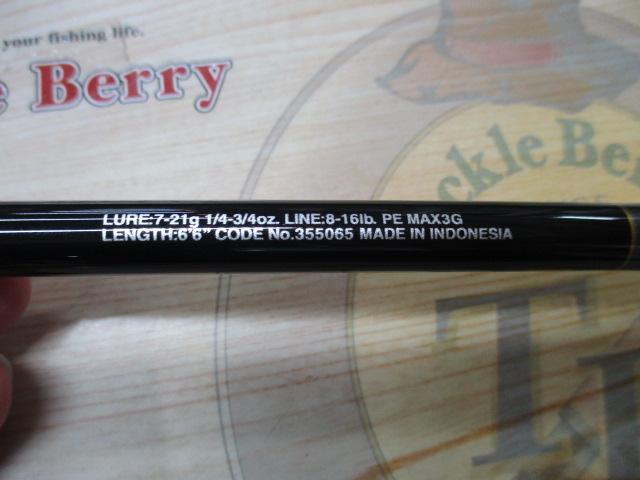 your fishing life.
Berry
ckle Be
LURE:7-21g 1/4-3/4oz. LINE:8-16lb. PE MAX3G
LENGTH:6'6" CODE No.355065 MADE IN INDONESIA
T